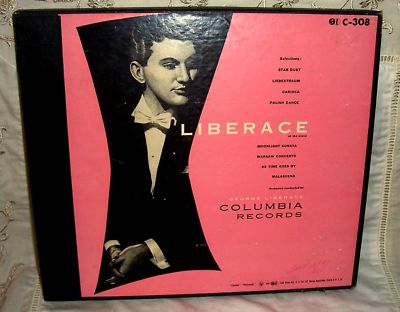 C-308
Selections:
STAR DUST
LIEBESTRAUM
CARIOCA
POLISH DANCE
LIBERACE
at the piano
MOONLIGHT SONATA
WARSAW CONCERTO
AS TIME GOES BY
MALAGUENA
Orchestra conducted by
GEORGE LIBERACE
COLUMBIA
RECORDS